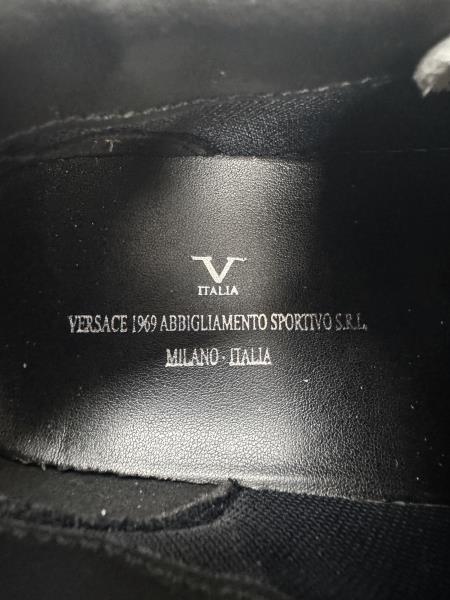 V
ITALIA
VERSACE 1969 ABBIGLIAMENTO SPORTIVO S.R.L.
MILANO - ITALIA